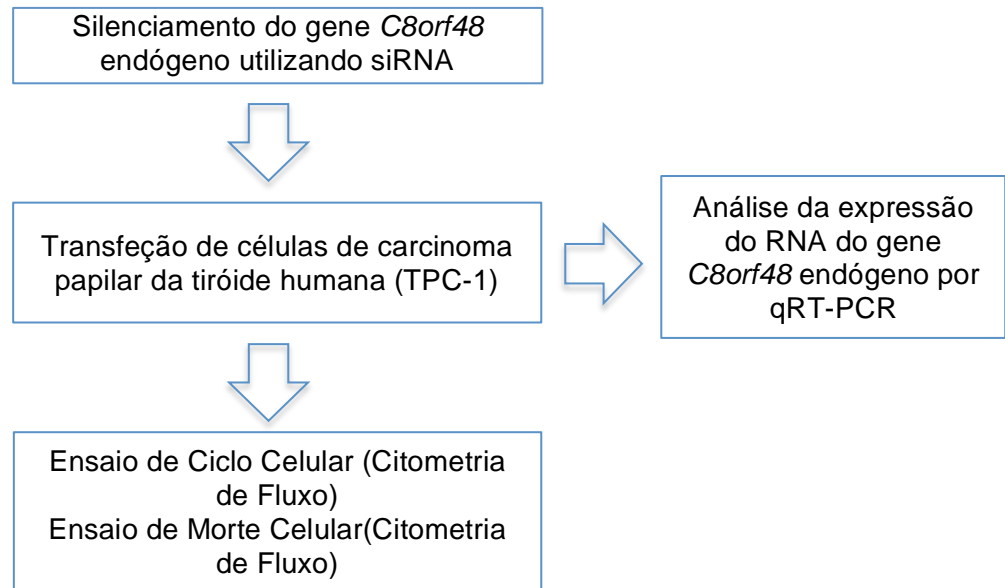 Silenciamento do gene C8orf48
endógeno utilizando siRNA
Transfeção de células de carcinoma
papilar da tiróide humana (TPC-1)
Análise da expressão
do RNA do gene
C8orf48 endógeno por
qRT-PCR
Ensaio de Ciclo Celular (Citometria
de Fluxo)
Ensaio de Morte Celular(Citometria
de Fluxo)